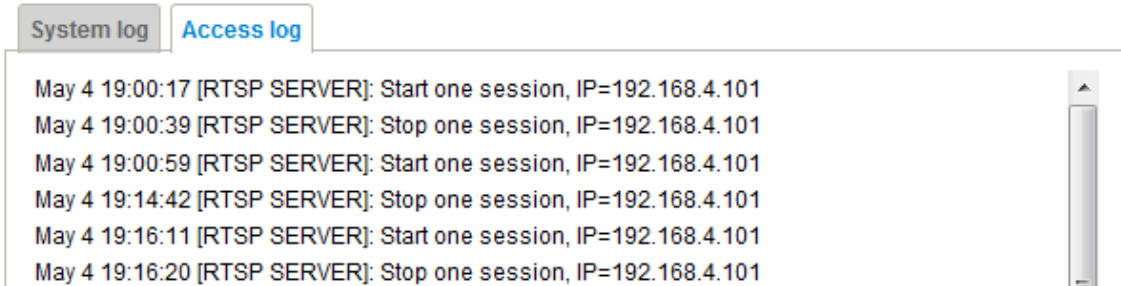 System log Access log
May 4 19:00:17 [RTSP SERVER]: Start one session, IP=192.168.4.101
May 4 19:00:39 [RTSP SERVER]: Stop one session, IP=192.168.4.101
May 4 19:00:59 [RTSP SERVER]: Start one session, IP=192.168.4.101
May 4 19:14:42 [RTSP SERVER]: Stop one session, IP=192.168.4.101
May 4 19:16:11 [RTSP SERVER]: Start one session, IP=192.168.4.101
May 4 19:16:20 [RTSP SERVER]: Stop one session, IP=192.168.4.101